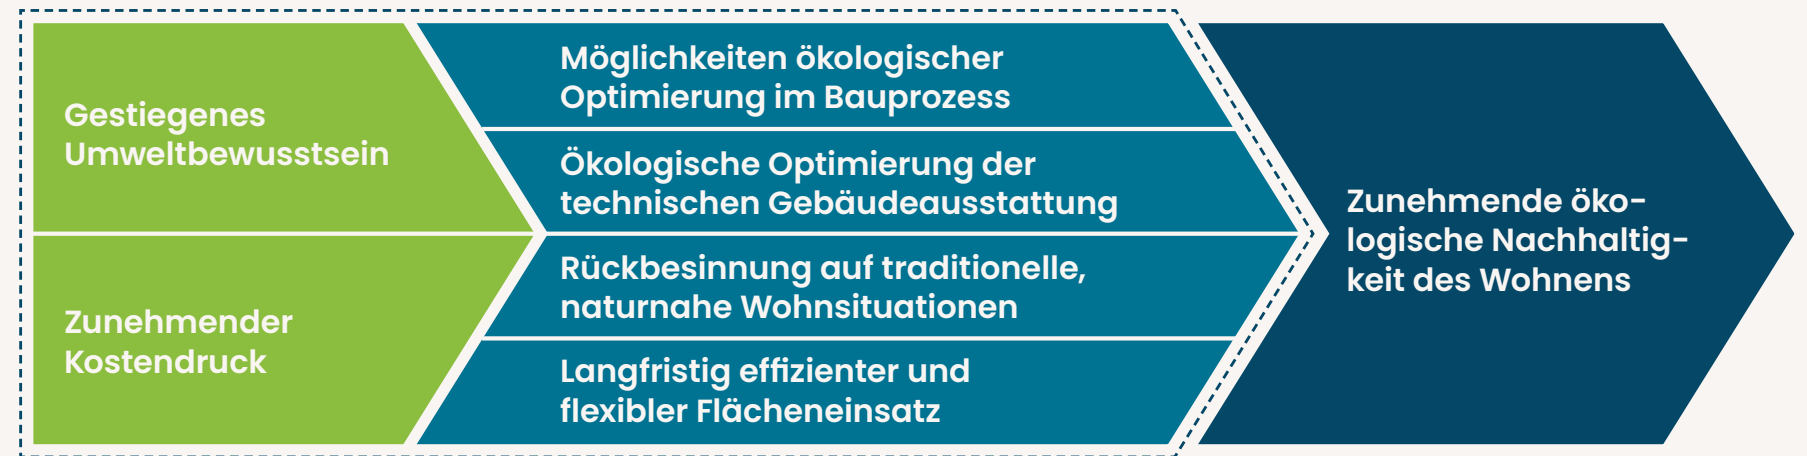 Gestiegenes
Umweltbewusstsein
Zunehmender
Kostendruck
Möglichkeiten ökologischer
Optimierung im Bauprozess
Ökologische Optimierung der
technischen Gebäudeausstattung
Rückbesinnung auf traditionelle,
naturnahe Wohnsituationen
Langfristig effizienter und
flexibler Flächeneinsatz
Zunehmende öko-
logische Nachhaltig-
keit des Wohnens